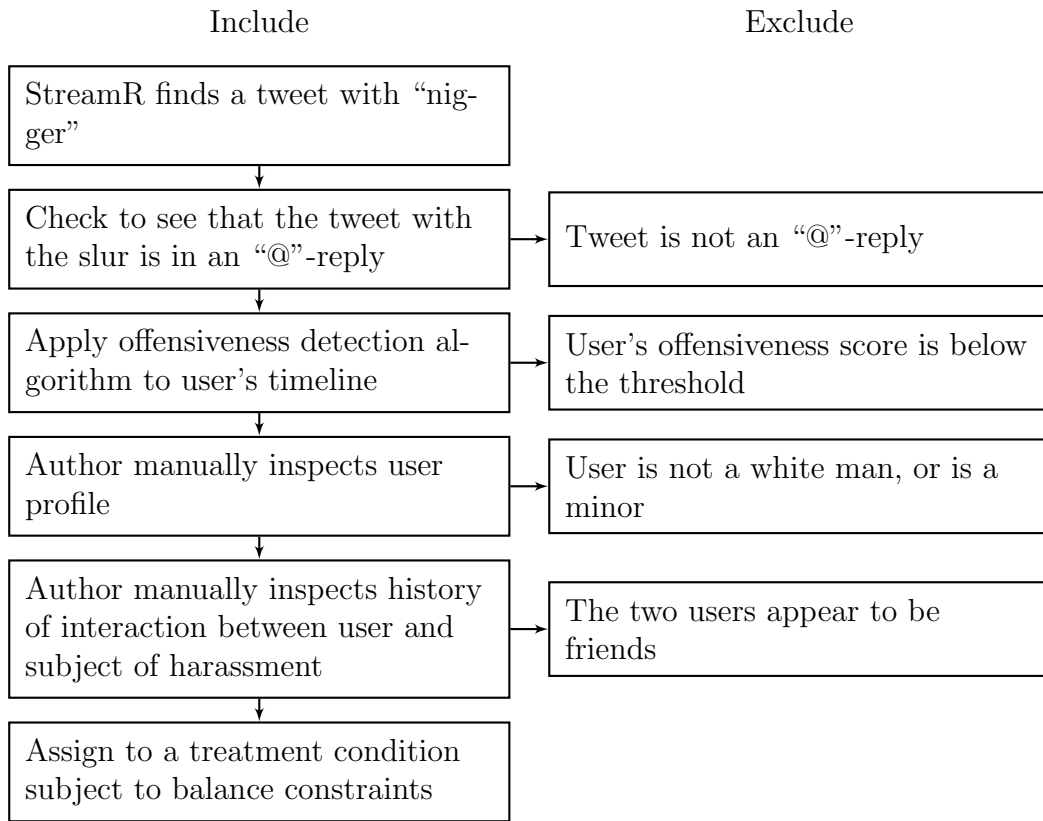 Include
Exclude
StreamR finds a tweet with “nig-
ger”
Check to see that the tweet with
the slur is in an “@”-reply
Tweet is not an “@”-reply
Apply offensiveness detection al-
gorithm to user’s timeline
User’s offensiveness score is below
the threshold
Author manually inspects user
profile
User is not a white man, or is a
minor
Author manually inspects history
of interaction between user and
subject of harassment
The two users appear to be
friends
Assign to a treatment condition
subject to balance constraints